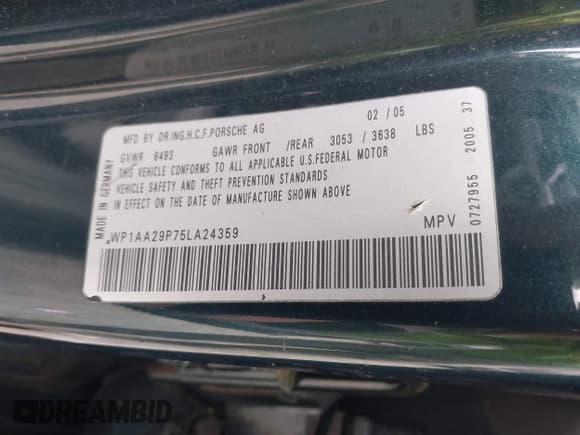 MFD BY DR.ING.H.C.F.PORSCHE AG 02 / 05
GVWR 6493 GAWR FRONT /REAR 3053 / 3638 LBS
THIS VEHICLE CONFORMS TO ALL APPLICABLE U.S.FEDERAL MOTOR
VEHICLE SAFETY AND THEFT PREVENTION STANDARDS
IN EFFECT ON THE DATE OF MANUFACTURE SHOWN ABOVE
MADE IN GERMANY
WP1AA29P75LA24359 MPV
0727955 2005 37
DREAMBID